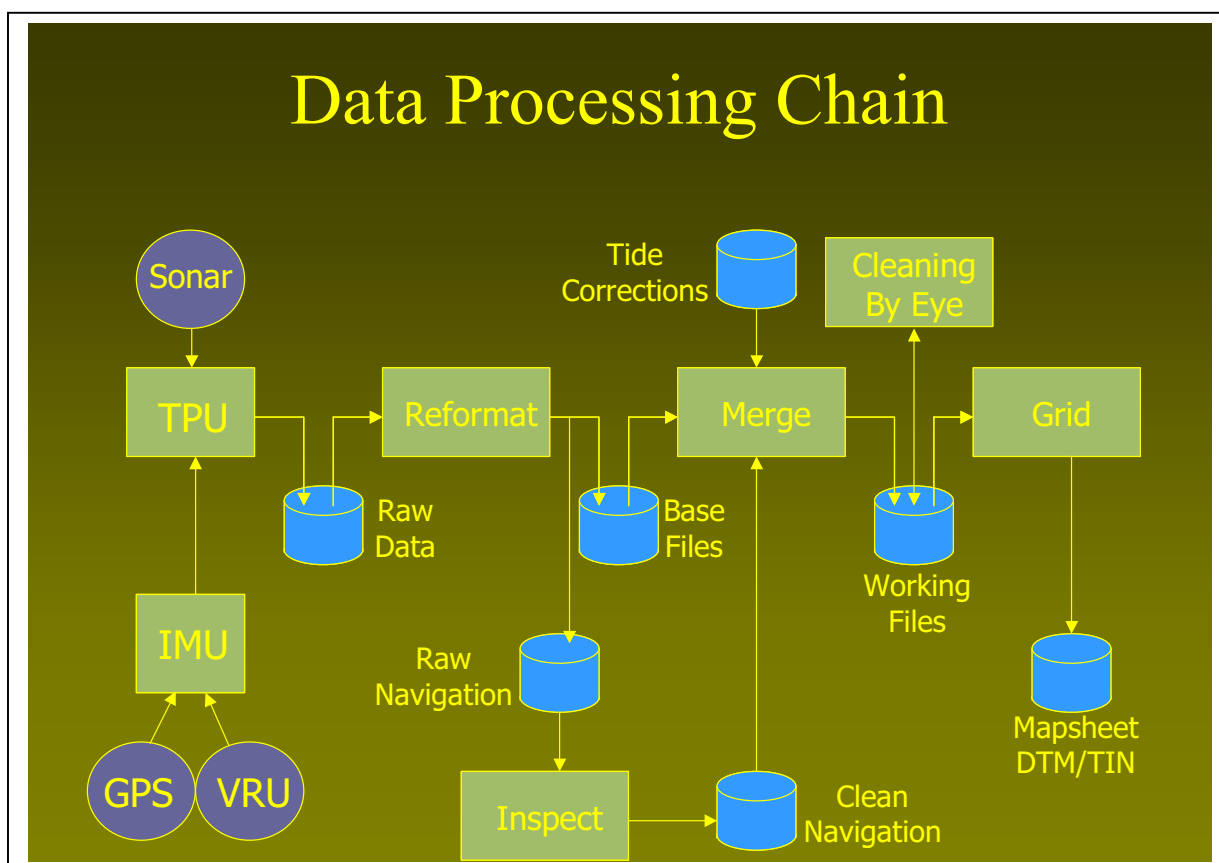 Data Processing Chain
Sonar
Tide
Corrections
Cleaning
By Eye
TPU
Reformat
Merge
Grid
Raw
Data
Base
Files
Working
Files
IMU
Raw
Navigation
Mapsheet
DTM/TIN
GPS
VRU
Inspect
Clean
Navigation